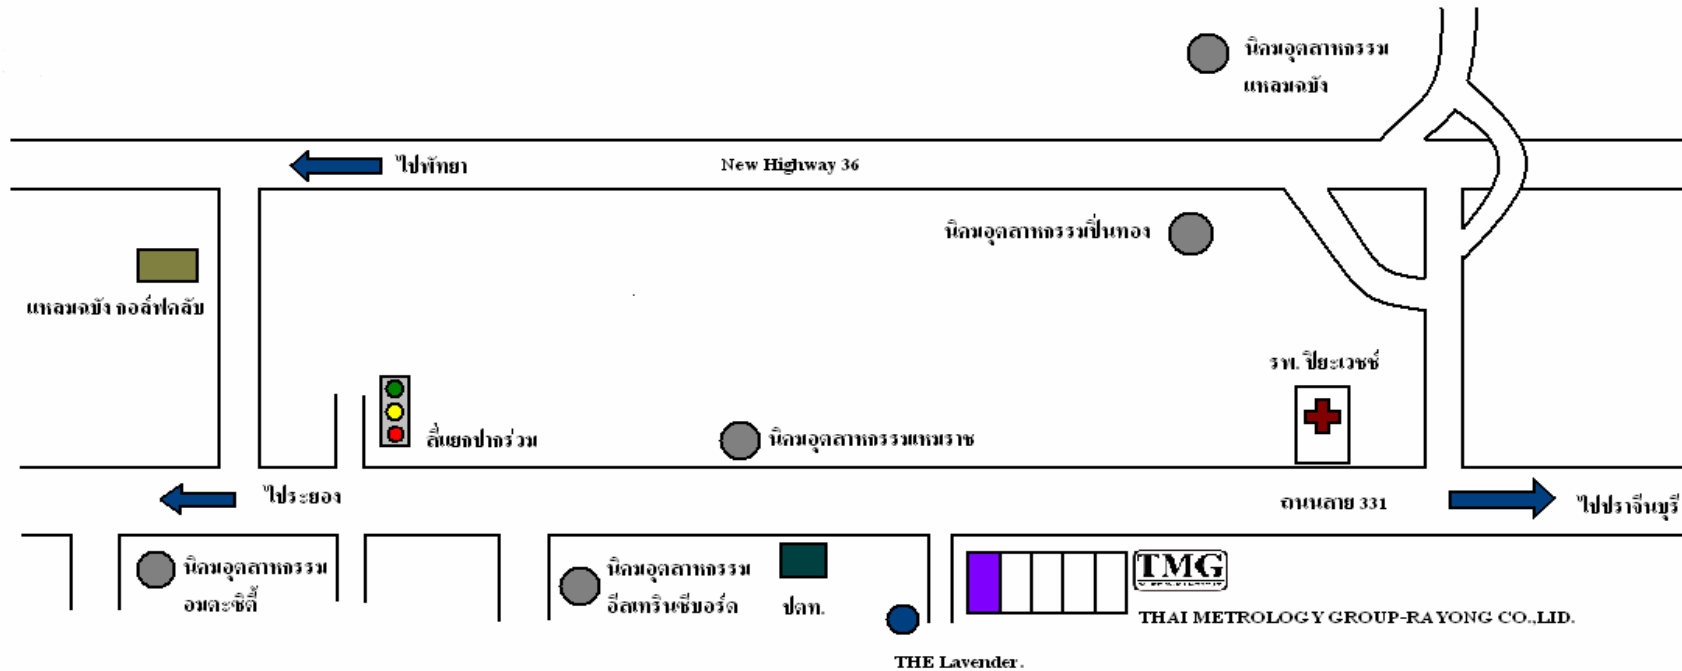 นิคมอุตสาหกรรม
แหลมฉบัง
ไปพัทยา
New Highway 36
นิคมอุตสาหกรรมปิ่นทอง
แหลมฉบัง กอล์ฟคลับ
รพ. ปิยะเวชช์
สี่แยกปากร่วม
นิคมอุตสาหกรรมเหมราช
ไประยอง
ถนนสาย 331
ไปปราจีนบุรี
นิคมอุตสาหกรรม
อมตะซิตี้
นิคมอุตสาหกรรม
อีสเทรินซีบอร์ด
ปตท.
TMG
THAI METROLOGY GROUP-RAYONG CO.,LID.
THE Lavender.